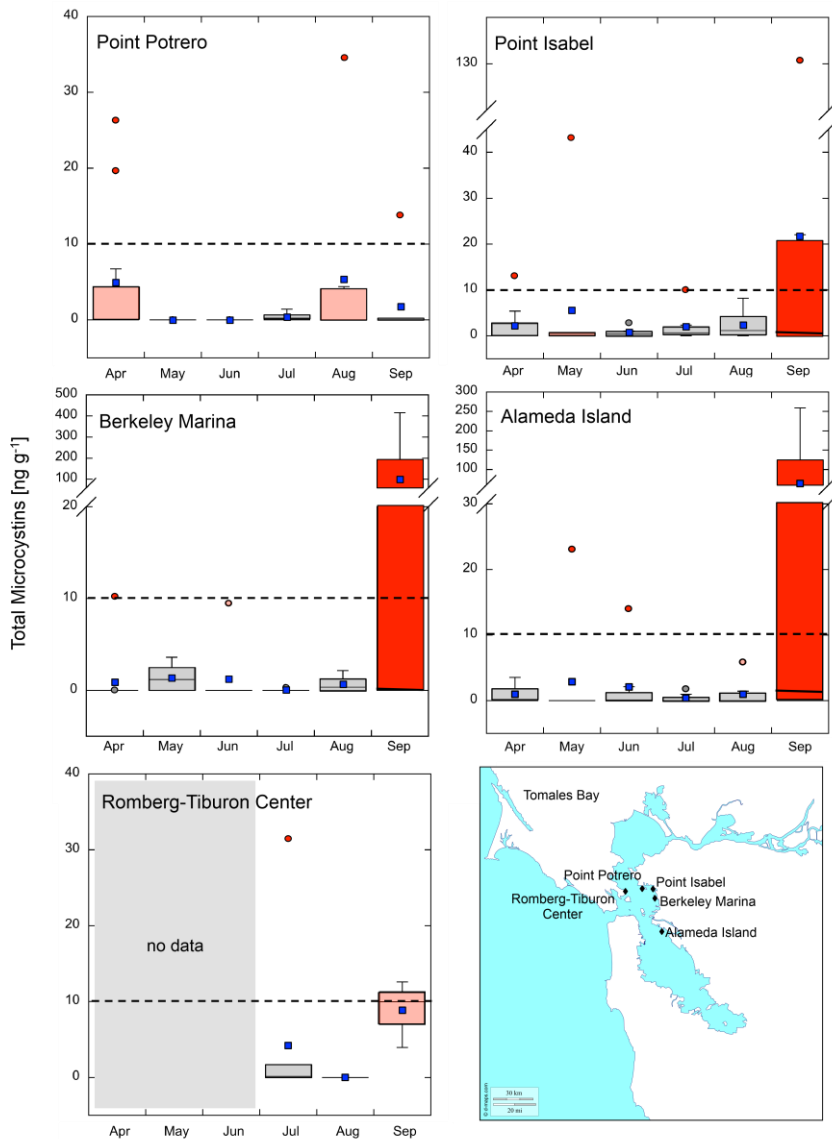 Total Microcystins [ng g⁻¹]
Point Potrero
40
30
20
10
0
Apr May Jun Jul Aug Sep
Point Isabel
130
40
30
20
10
0
Apr May Jun Jul Aug Sep
Berkeley Marina
500
400
300
200
100
20
10
0
Apr May Jun Jul Aug Sep
Alameda Island
300
250
200
150
100
30
20
10
0
Apr May Jun Jul Aug Sep
Romberg-Tiburon Center
40
30
20
10
0
no data
Apr May Jun Jul Aug Sep
Tomales Bay
Point Potrero
Point Isabel
Romberg-Tiburon
Center
Berkeley Marina
Alameda Island
30 km
20 mi
© d-maps.com